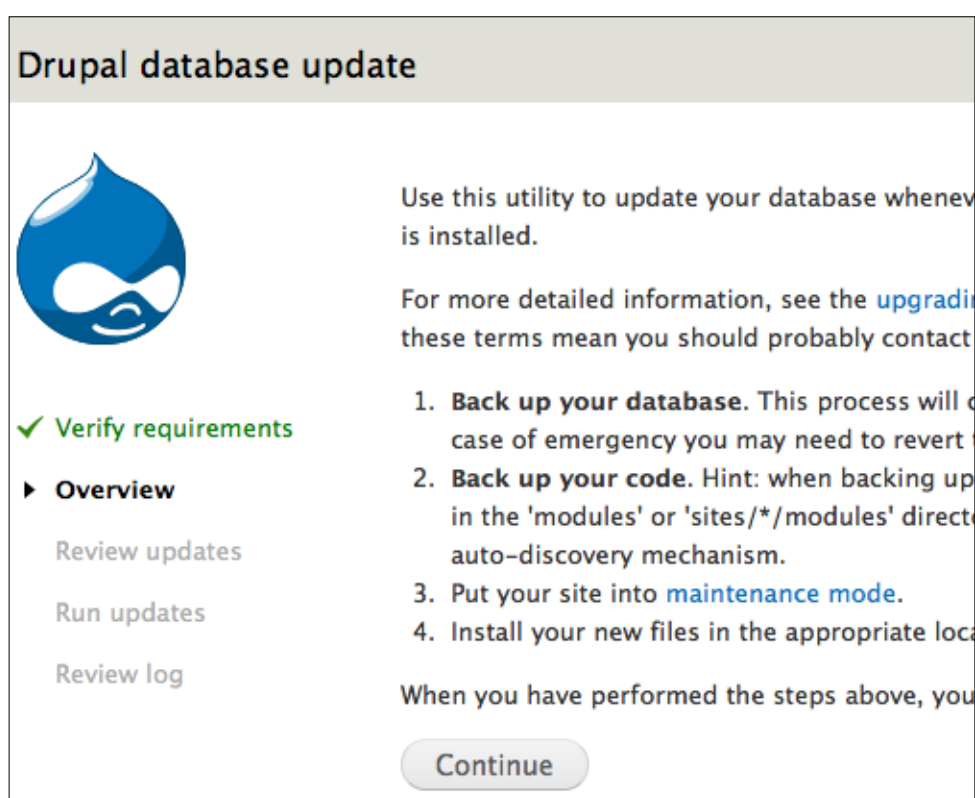 Drupal database update
Use this utility to update your database
is installed.
For more detailed information, see the
these terms mean you should probably contact
1. Back up your database. This process will
case of emergency you may need to revert
2. Back up your code. Hint: when backing up
in the 'modules' or 'sites/*/modules'
auto-discovery mechanism.
3. Put your site into maintenance mode.
4. Install your new files in the appropriate
When you have performed the steps above, you
Continue
Verify requirements
Overview
Review updates
Run updates
Review log